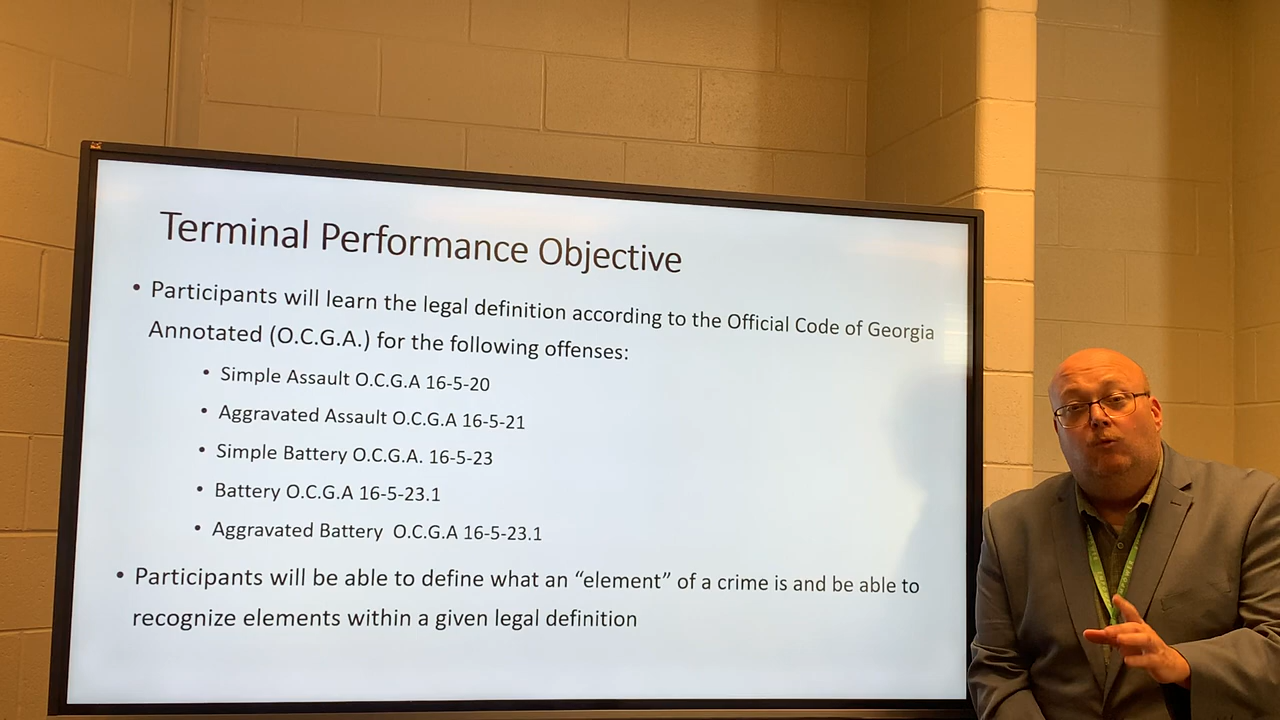 Terminal Performance Objective
• Participants will learn the legal definition according to the Official Code of Georgia
Annotated (O.C.G.A.) for the following offenses:
• Simple Assault O.C.G.A 16-5-20
• Aggravated Assault O.C.G.A 16-5-21
• Simple Battery O.C.G.A. 16-5-23
• Battery O.C.G.A 16-5-23.1
• Aggravated Battery O.C.G.A 16-5-23.1
• Participants will be able to define what an “element” of a crime is and be able to
recognize elements within a given legal definition